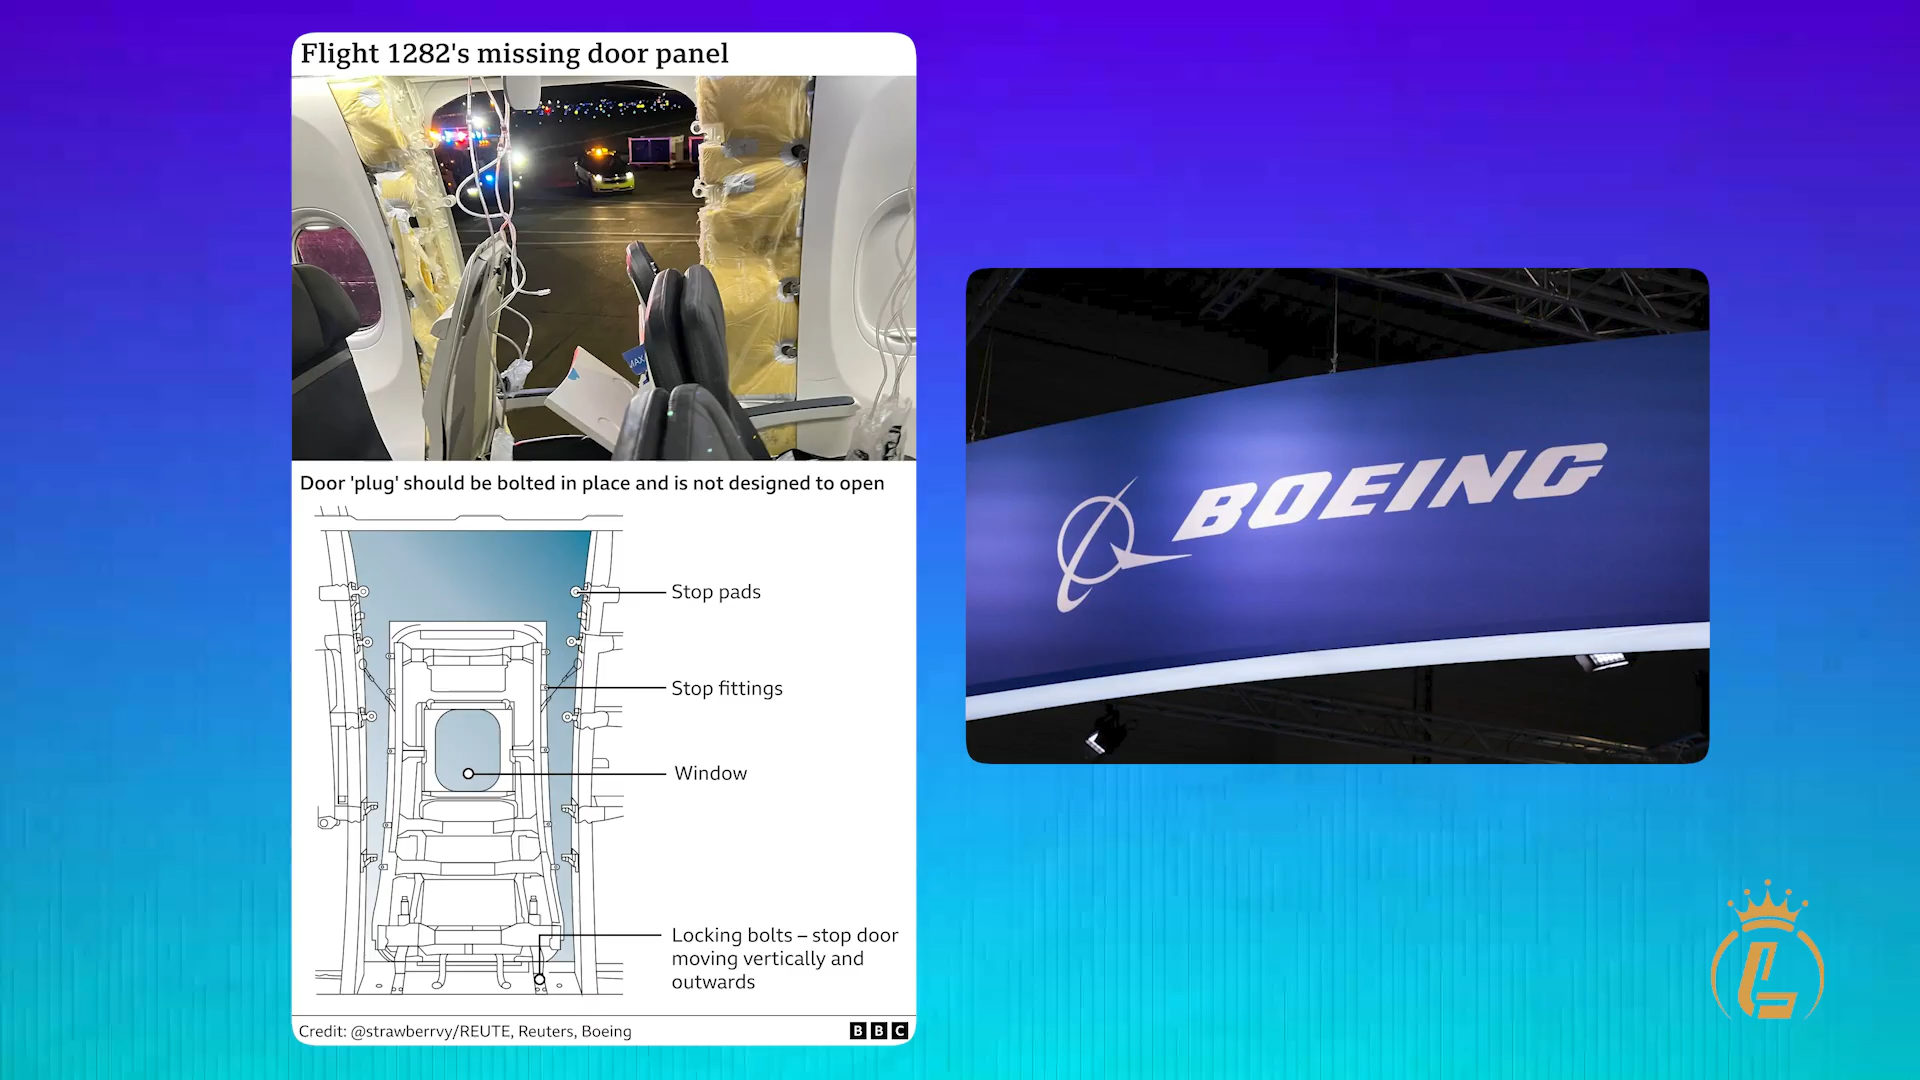 Flight 1282's missing door panel
MAX
Door 'plug' should be bolted in place and is not designed to open
Stop pads
Stop fittings
Window
Locking bolts – stop door
moving vertically and
outwards
Credit: @strawberrvy/REUTE, Reuters, Boeing
BBC
BOEING